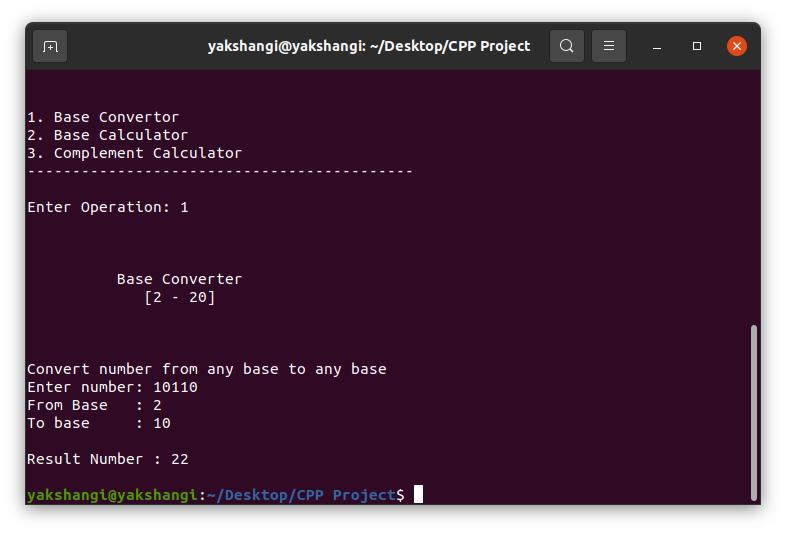 yakshangi@yakshangi: ~/Desktop/CPP Project
1. Base Convertor
2. Base Calculator
3. Complement Calculator
-------------------------------------------
Enter Operation: 1
Base Converter
[2 - 20]
Convert number from any base to any base
Enter number: 10110
From Base   : 2
To base     : 10
Result Number : 22
yakshangi@yakshangi:~/Desktop/CPP Project$